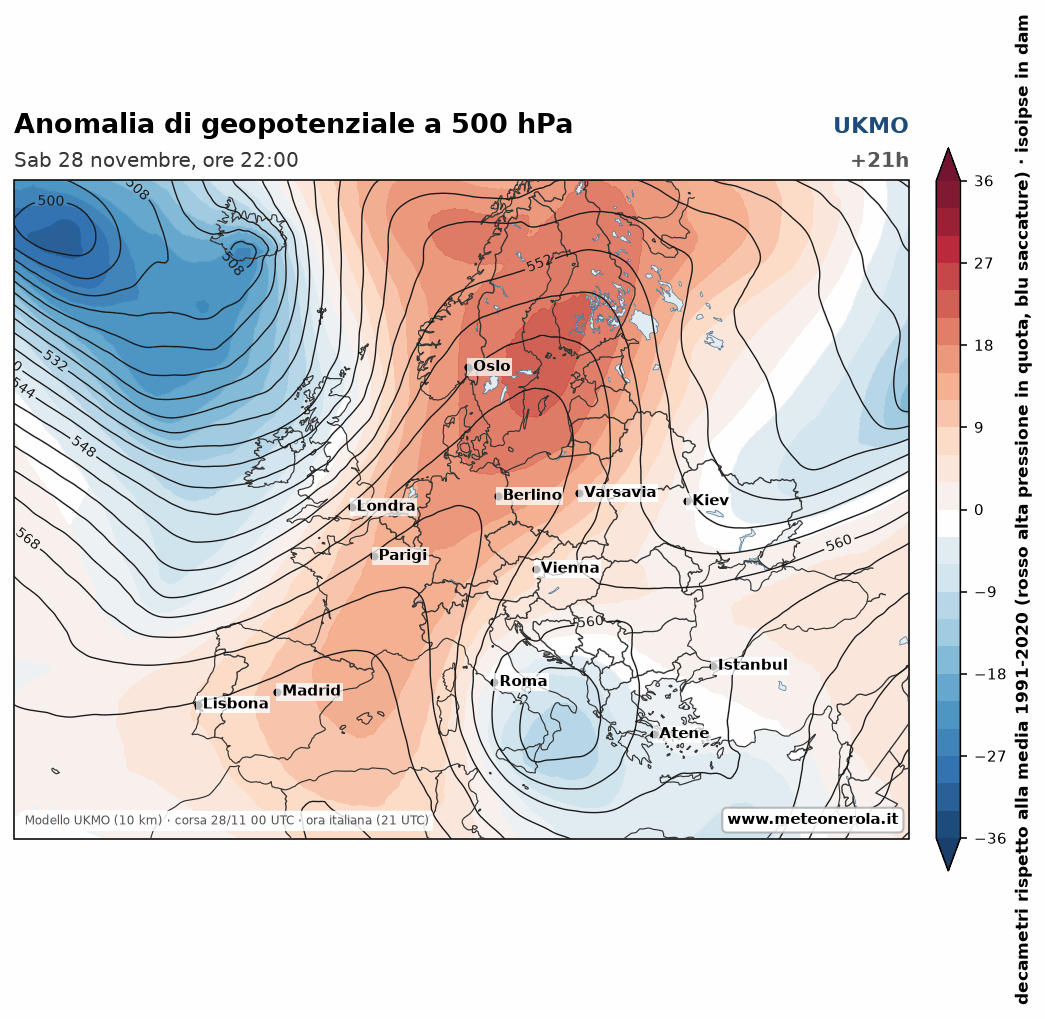 Anomalia di geopotenziale a 500 hPa
UKMO
Sab 28 novembre, ore 22:00
+21h
500
508
508
552
532
544
548
568
560
560
Oslo
Berlino
Varsavia
Kiev
Londra
Parigi
Vienna
Istanbul
Roma
Madrid
Lisbona
Atene
Modello UKMO (10 km) · corsa 28/11 00 UTC · ora italiana (21 UTC)
www.meteonerola.it
36
27
18
9
0
−9
−18
−27
−36
decametri rispetto alla media 1991-2020 (rosso alta pressione in quota, blu saccature) · isoipse in dam